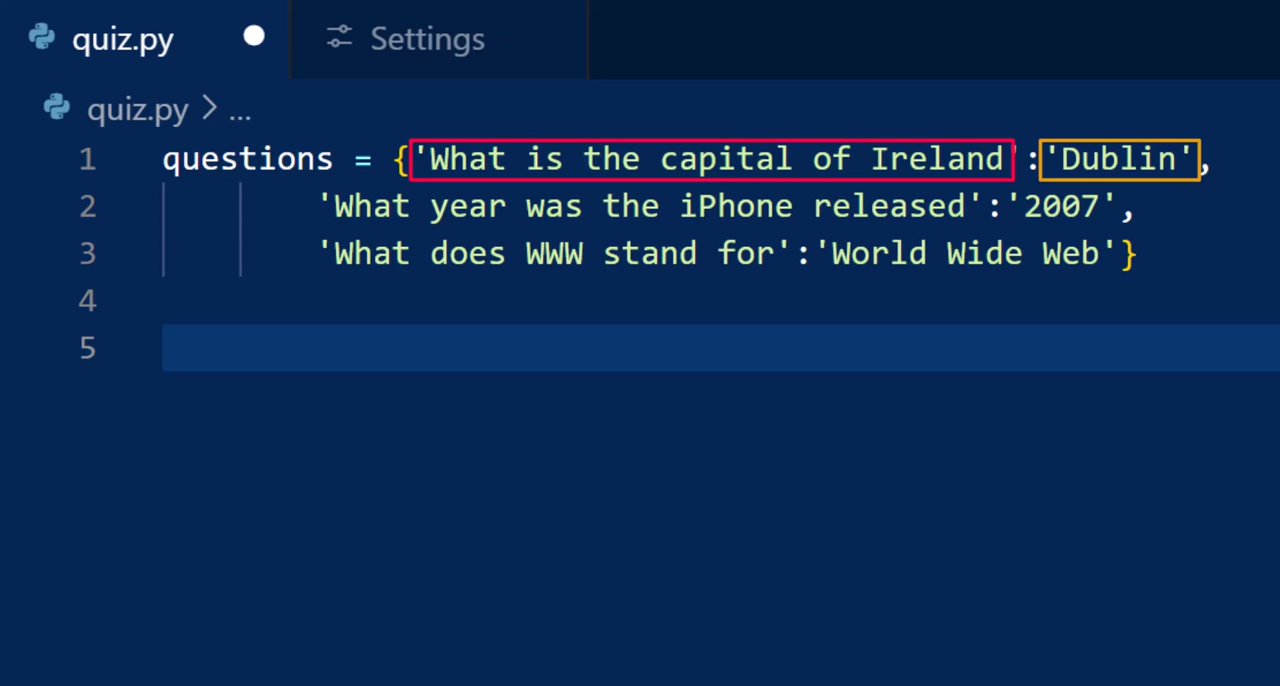 quiz.py Settings
quiz.py > ...
1 questions = {'What is the capital of Ireland':'Dublin',
2 'What year was the iPhone released':'2007',
3 'What does WWW stand for':'World Wide Web'}
4
5